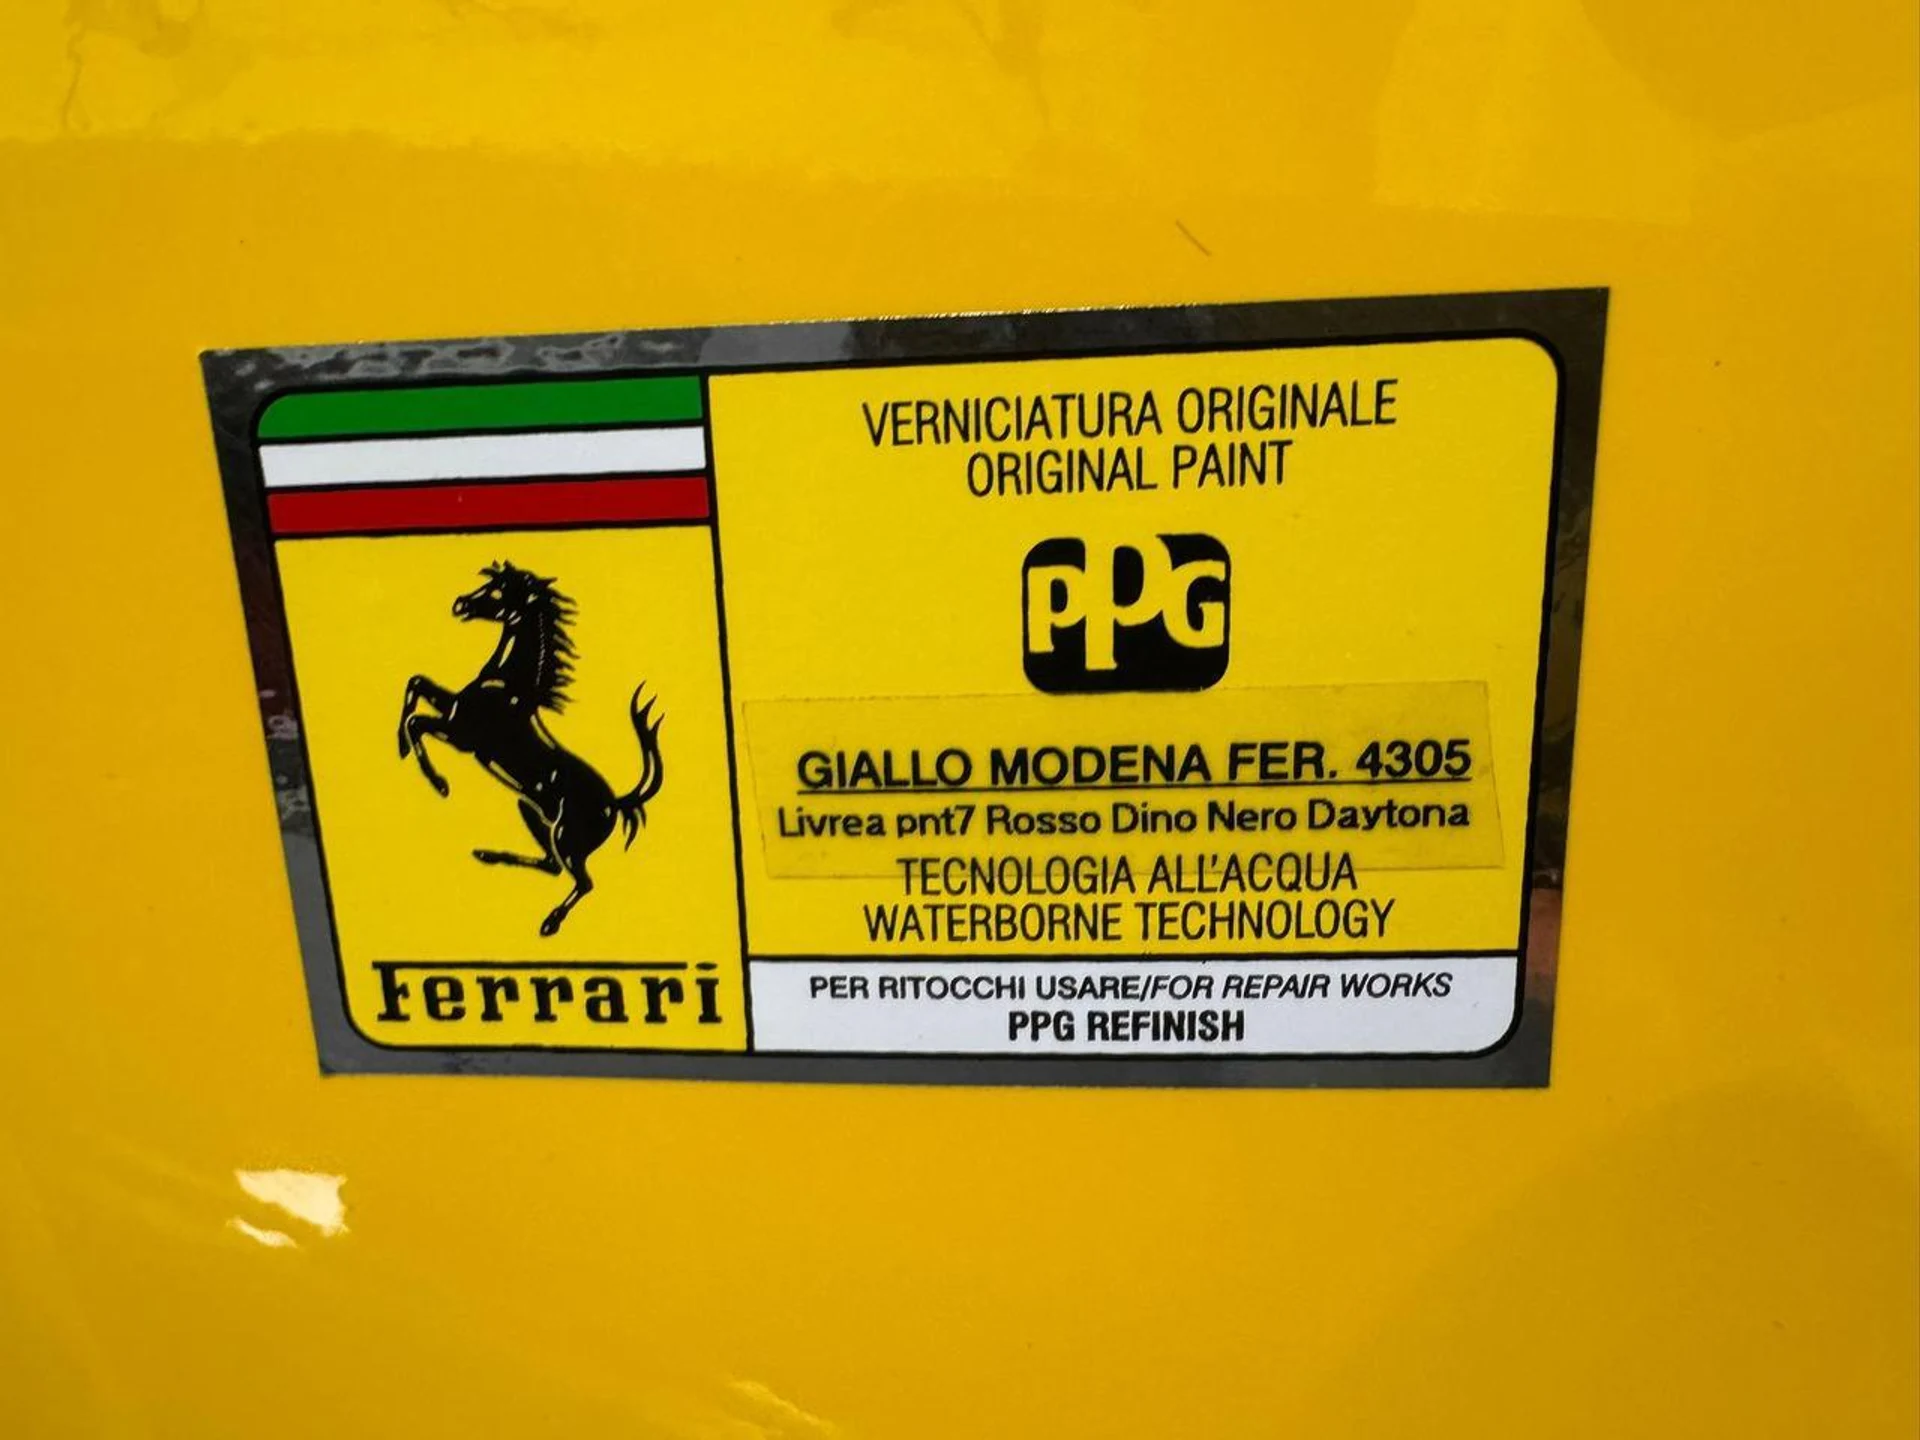 VERNICIATURA ORIGINALE
ORIGINAL PAINT
PPG
GIALLO MODENA FER. 4305
Livrea pnt7 Rosso Dino Nero Daytona
TECNOLOGIA ALL'ACQUA
WATERBORNE TECHNOLOGY
Ferrari
PER RITOCCHI USARE/FOR REPAIR WORKS
PPG REFINISH